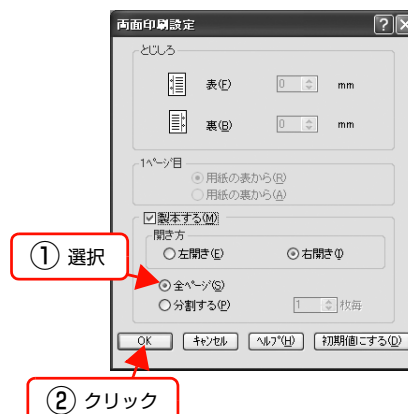 両面印刷設定
とじしろ
表(F) 0 mm
裏(B) 0 mm
1ページ目
用紙の表から(R)
用紙の裏から(A)
製本する(M)
開き方
左開き(E) 右開き(I)
① 選択
全ページ(S)
分割する(P) 1 枚毎
OK キャンセル ヘルプ(H) 初期値にする(D)
② クリック